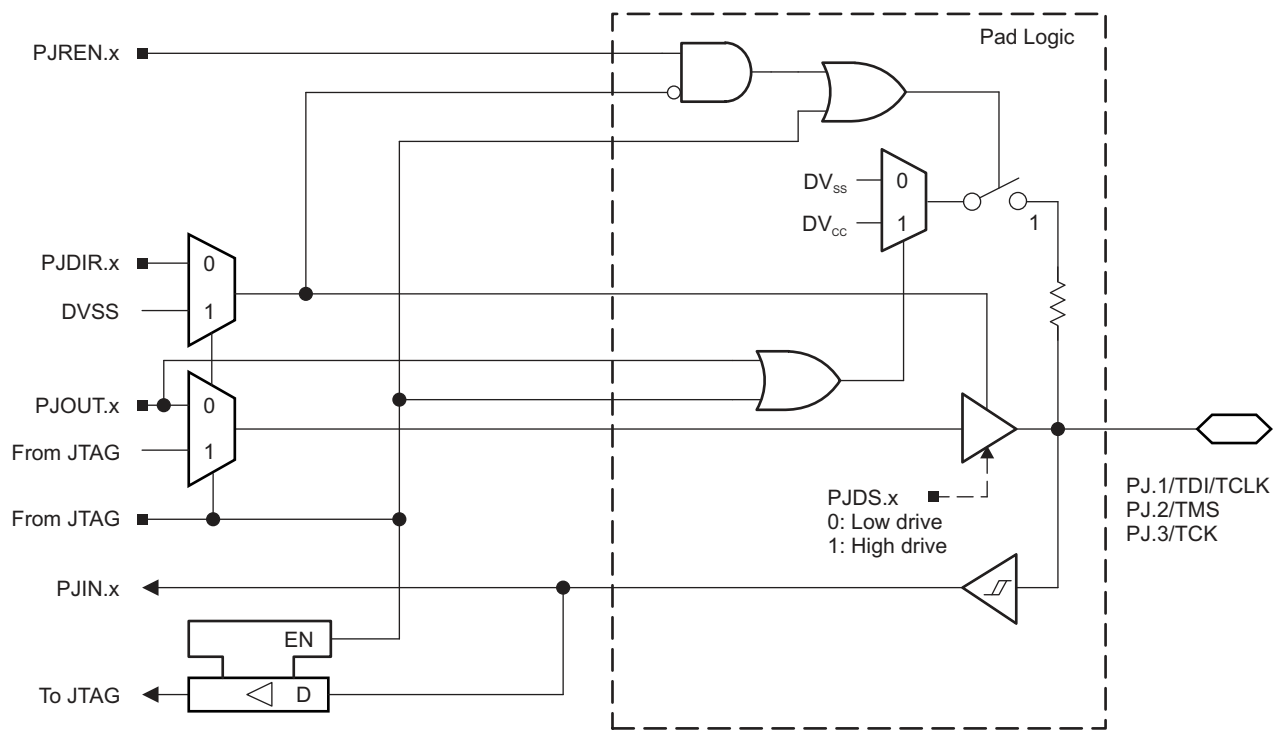 Pad Logic
PJREN.x
DVSS
0
DVCC
1
1
PJDIR.x
0
DVSS
1
PJOUT.x
0
From JTAG
1
PJDS.x
0: Low drive
1: High drive
PJ.1/TDI/TCLK
PJ.2/TMS
PJ.3/TCK
From JTAG
PJIN.x
EN
To JTAG
D